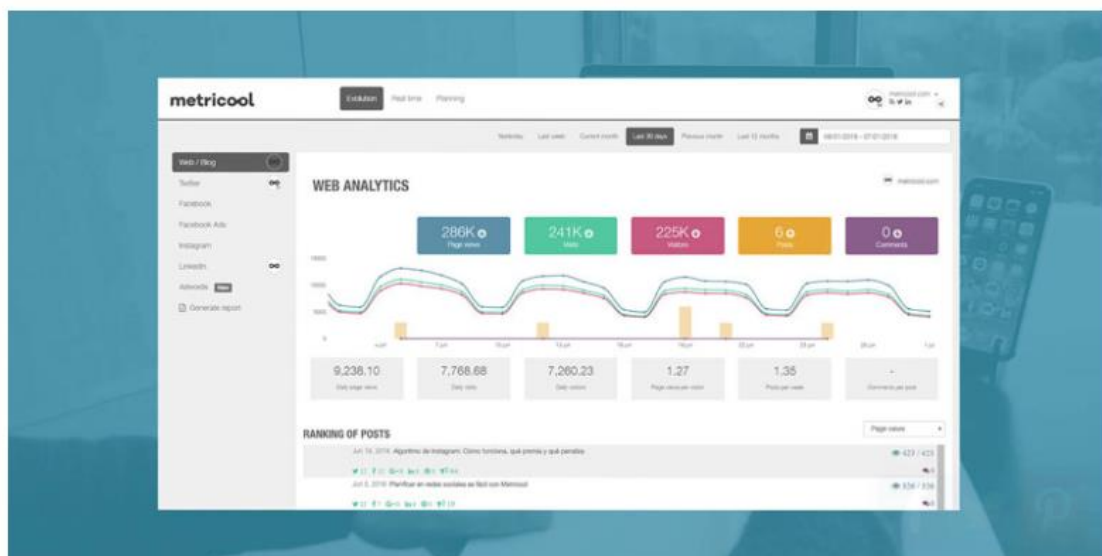 metricool
Evolution Real time Planning
metricool.com
Yesterday Last week Current month Last 30 days Previous month Last 12 months
Web / Blog
Twitter
Facebook
Facebook Ads
Instagram
LinkedIn
Adwords
Generate report
WEB ANALYTICS
metricool.com
286K 241K 225K 6 0
Page views Visits Visitors Posts Comments
9,238.10 7,768.68 7,260.23 1.27 1.35 -
Daily page views Daily visits Daily visitors Page views per visitor Posts per week Comments per post
RANKING OF POSTS
Page views
Algoritmo de Instagram: Cómo funciona, qué premia y qué penaliza
423 / 423
Planificar en redes sociales es fácil con Metricool